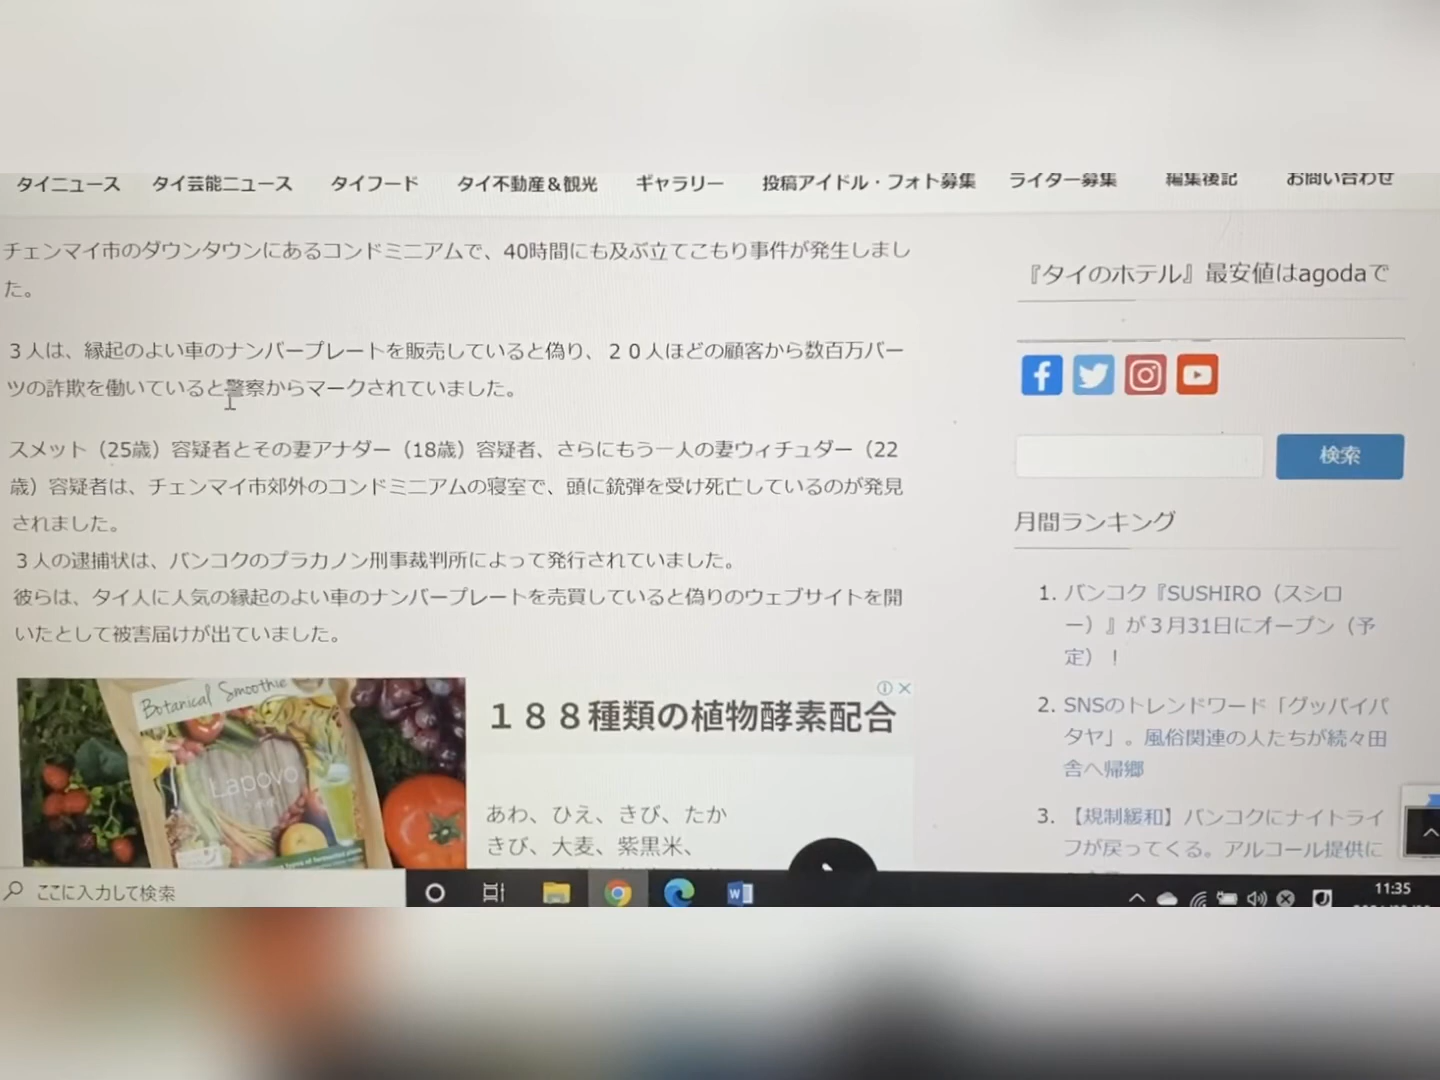 タイニュース
タイ芸能ニュース
タイフード
タイ不動産&観光
ギャラリー
投稿アイドル・フォト募集
ライター募集
編集後記
お問い合わせ
チェンマイ市のダウンタウンにあるコンドミニアムで、40時間にも及ぶ立てこもり事件が発生しまし
た。
３人は、縁起のよい車のナンバープレートを販売していると偽り、２０人ほどの顧客から数百万バー
ツの詐欺を働いていると警察からマークされていました。
スメット（25歳）容疑者とその妻アナダー（18歳）容疑者、さらにもう一人の妻ウィチュダー（22
歳）容疑者は、チェンマイ市郊外のコンドミニアムの寝室で、頭に銃弾を受け死亡しているのが発見
されました。
３人の逮捕状は、バンコクのプラカノン刑事裁判所によって発行されていました。
彼らは、タイ人に人気の縁起のよい車のナンバープレートを売買していると偽りのウェブサイトを開
いたとして被害届けが出ていました。
『タイのホテル』最安値はagodaで
検索
月間ランキング
1. バンコク『SUSHIRO（スシロ
ー）』が３月31日にオープン（予
定）！
2. SNSのトレンドワード「グッバイパ
タヤ」。風俗関連の人たちが続々田
舎へ帰郷
3. 【規制緩和】バンコクにナイトライ
フが戻ってくる。アルコール提供に
Botanical Smoothie
Lapovo
１８８種類の植物酵素配合
あわ、ひえ、きび、たか
きび、大麦、紫黒米、
ここに入力して検索
11:35